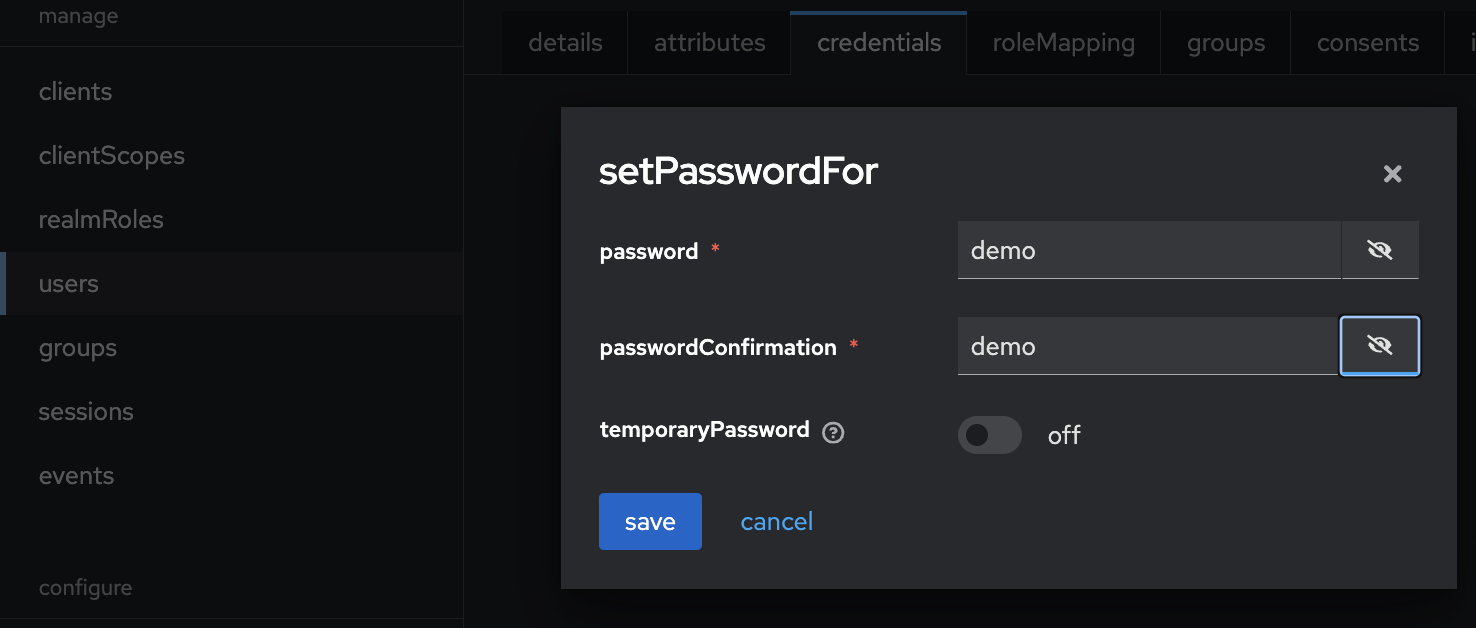 manage
clients
clientScopes
realmRoles
users
groups
sessions
events
configure
details attributes credentials roleMapping groups consents
setPasswordFor
password * demo
passwordConfirmation * demo
temporaryPassword off
save cancel